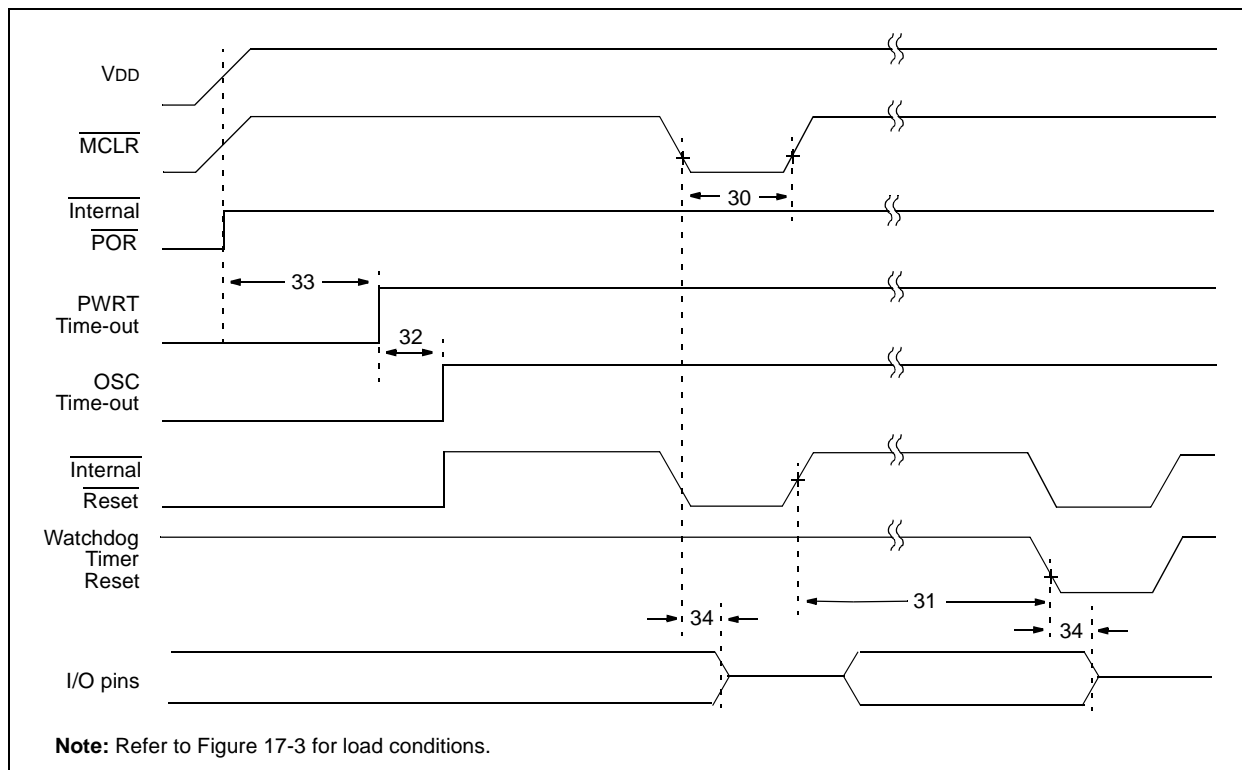 VDD
MCLR
30
Internal
POR
33
PWRT
Time-out
32
OSC
Time-out
Internal
Reset
Watchdog
Timer
Reset
31
34
34
I/O pins
Note: Refer to Figure 17-3 for load conditions.